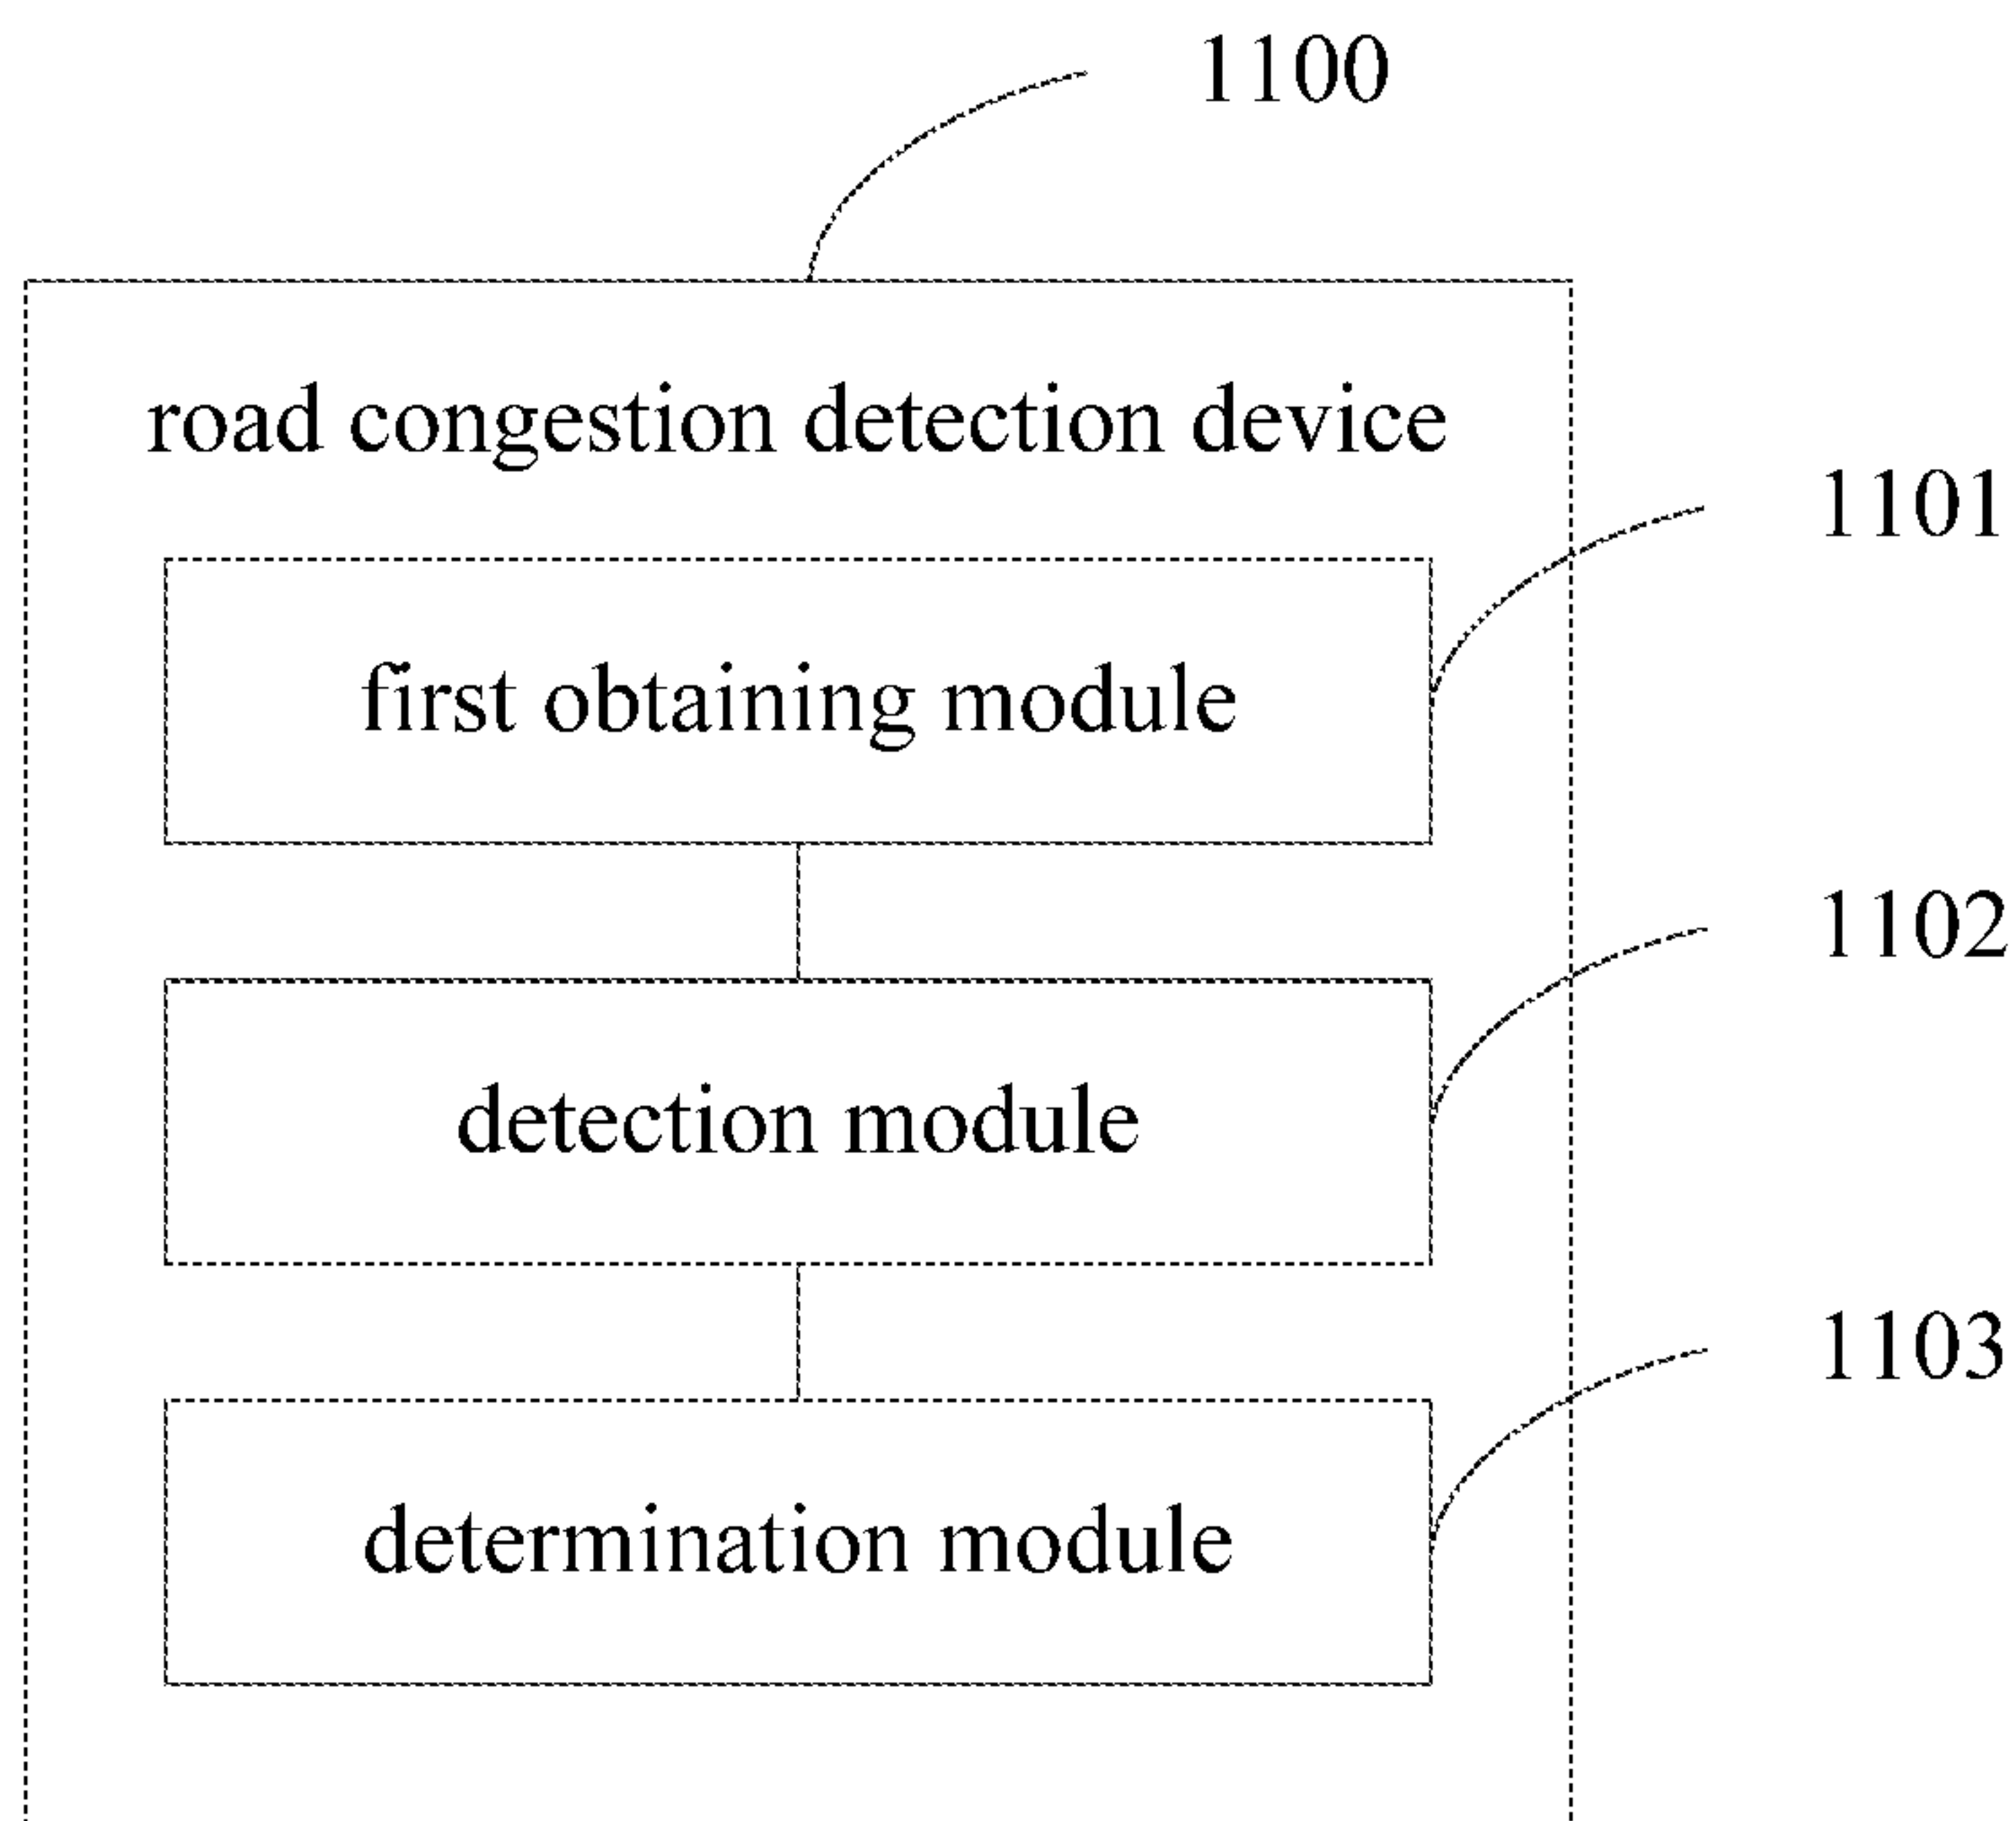 1100
road congestion detection device
1101
first obtaining module
1102
detection module
1103
determination module